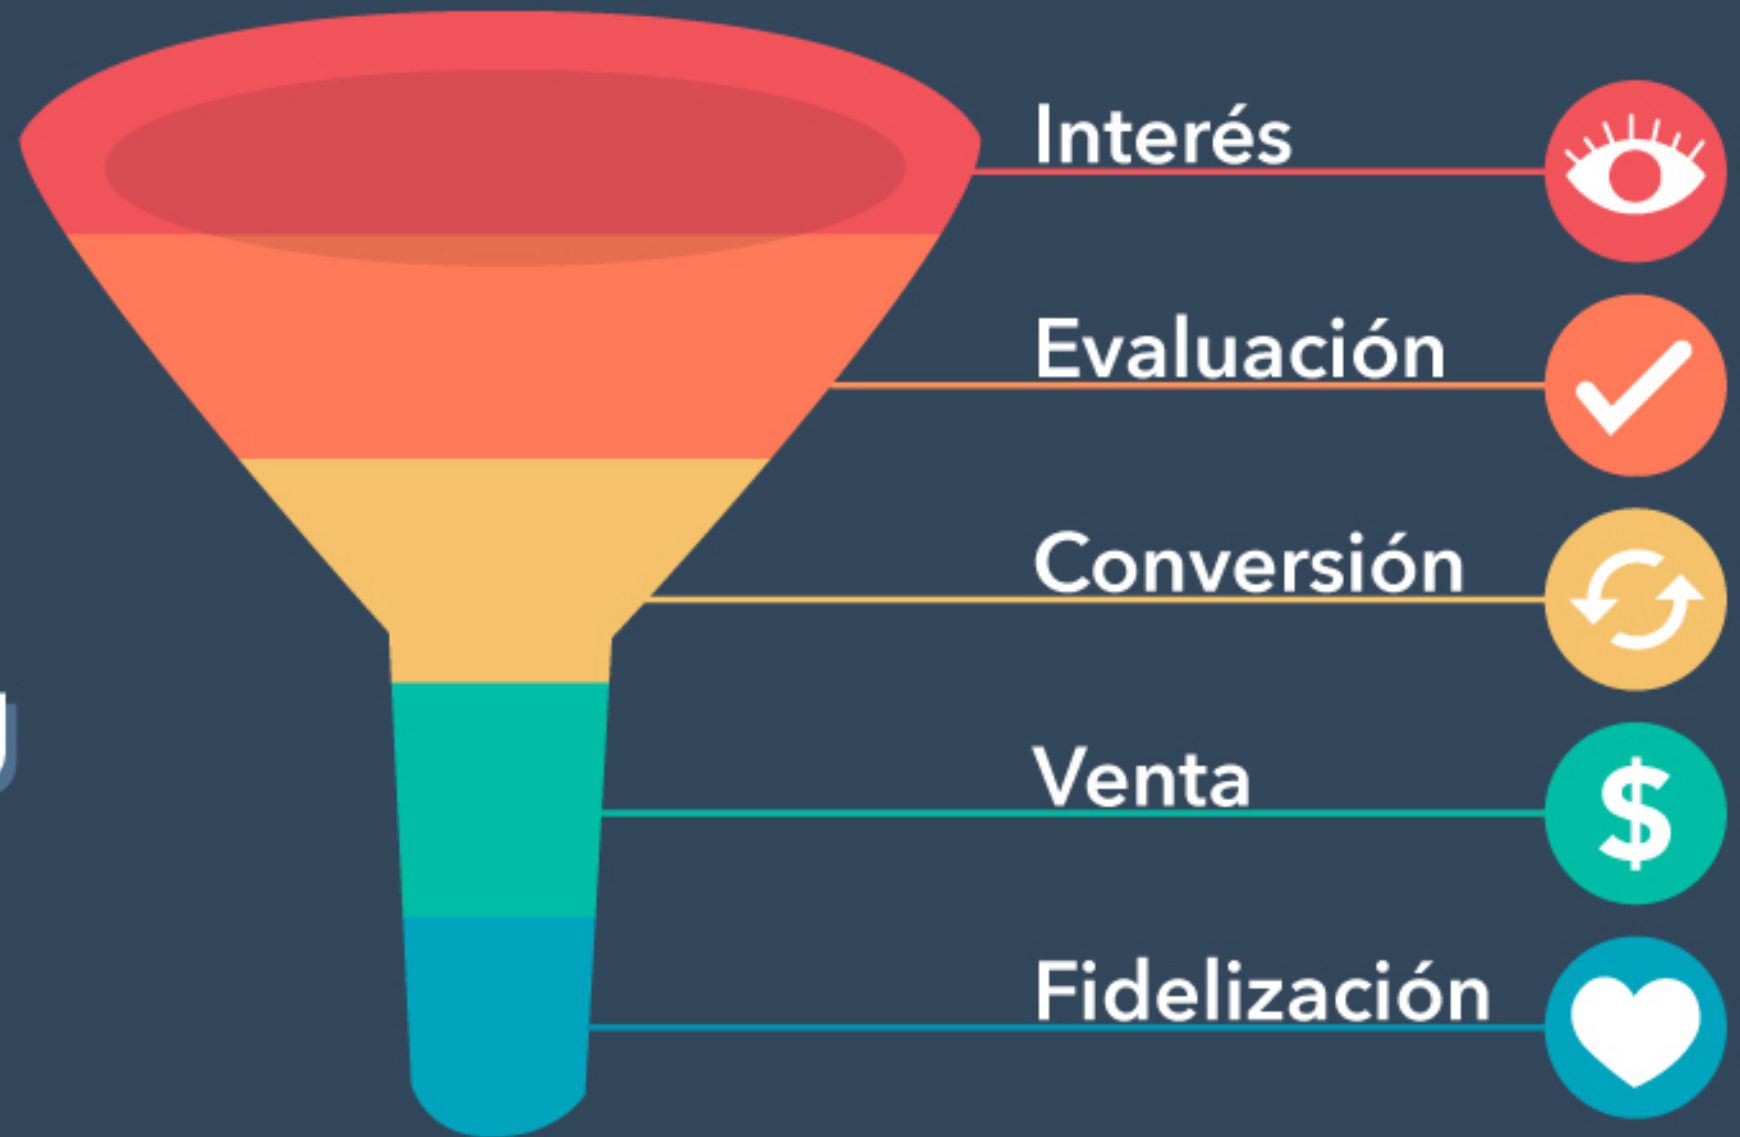 Interés
Evaluación
Conversión
Venta
$
Fidelización